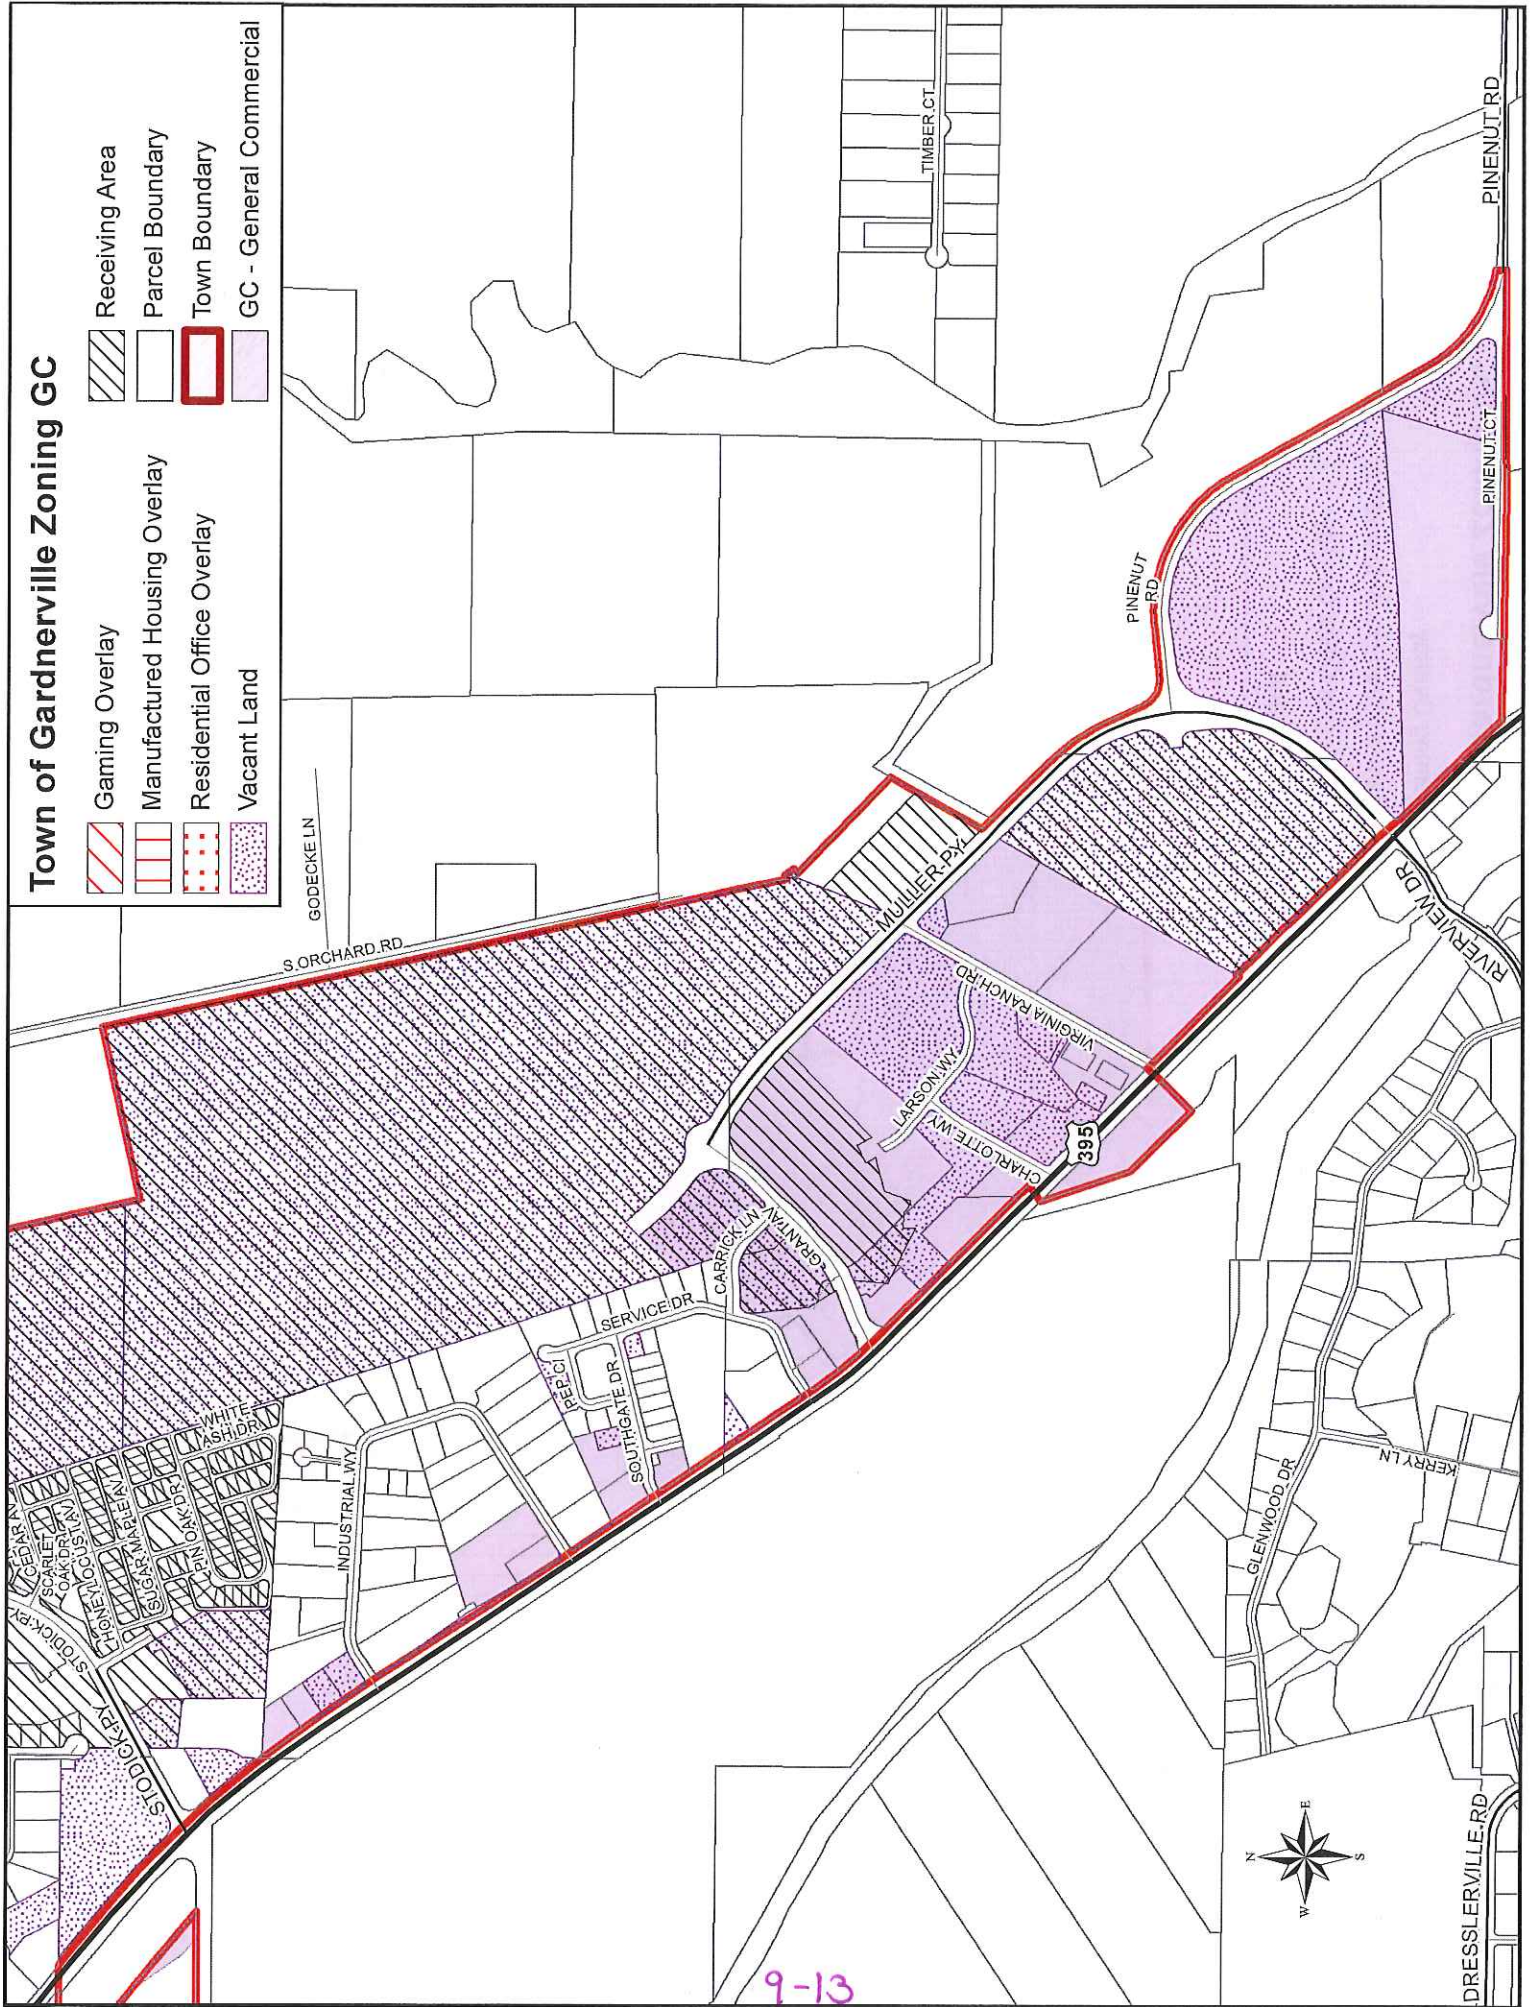 Town of Gardnerville Zoning GC
Gaming Overlay
Manufactured Housing Overlay
Residential Office Overlay
Vacant Land
Receiving Area
Parcel Boundary
Town Boundary
GC - General Commercial
GODECKE LN
S ORCHARD RD
TIMBER CT
PINENUT RD
PINENUT
RD
PINENUT CT
MULLER PY
VIRGINIA RANCH RD
LARSON WY
CHARLOTTE WY
395
GRANT AV
CARRICK LN
SERVICE DR
PEP CI
SOUTHGATE DR
INDUSTRIAL WY
WHITE
ASH DR
CEDAR AV
SCARLET
OAK DR
HONEYLOCUST AV
SUGAR MAPLE AV
PIN OAK DR
STODICK PY
STODICK PY
RIVERVIEW DR
GLENWOOD DR
KERRY LN
DRESSLERVILLE RD
N
E
S
W
9-13